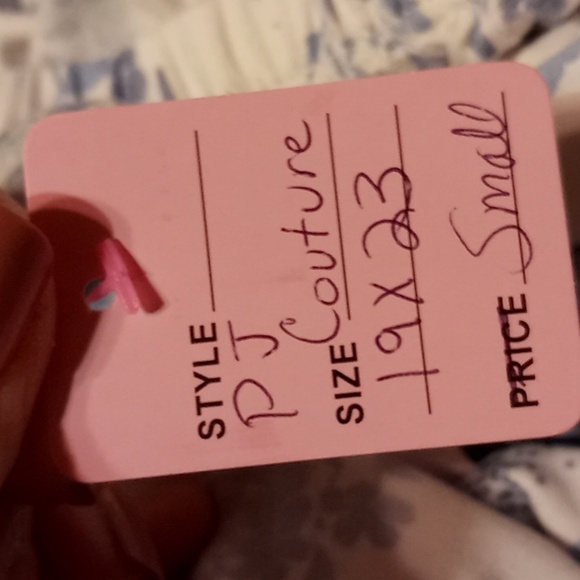 STYLE
PJ Couture
SIZE
19X23
PRICE Small